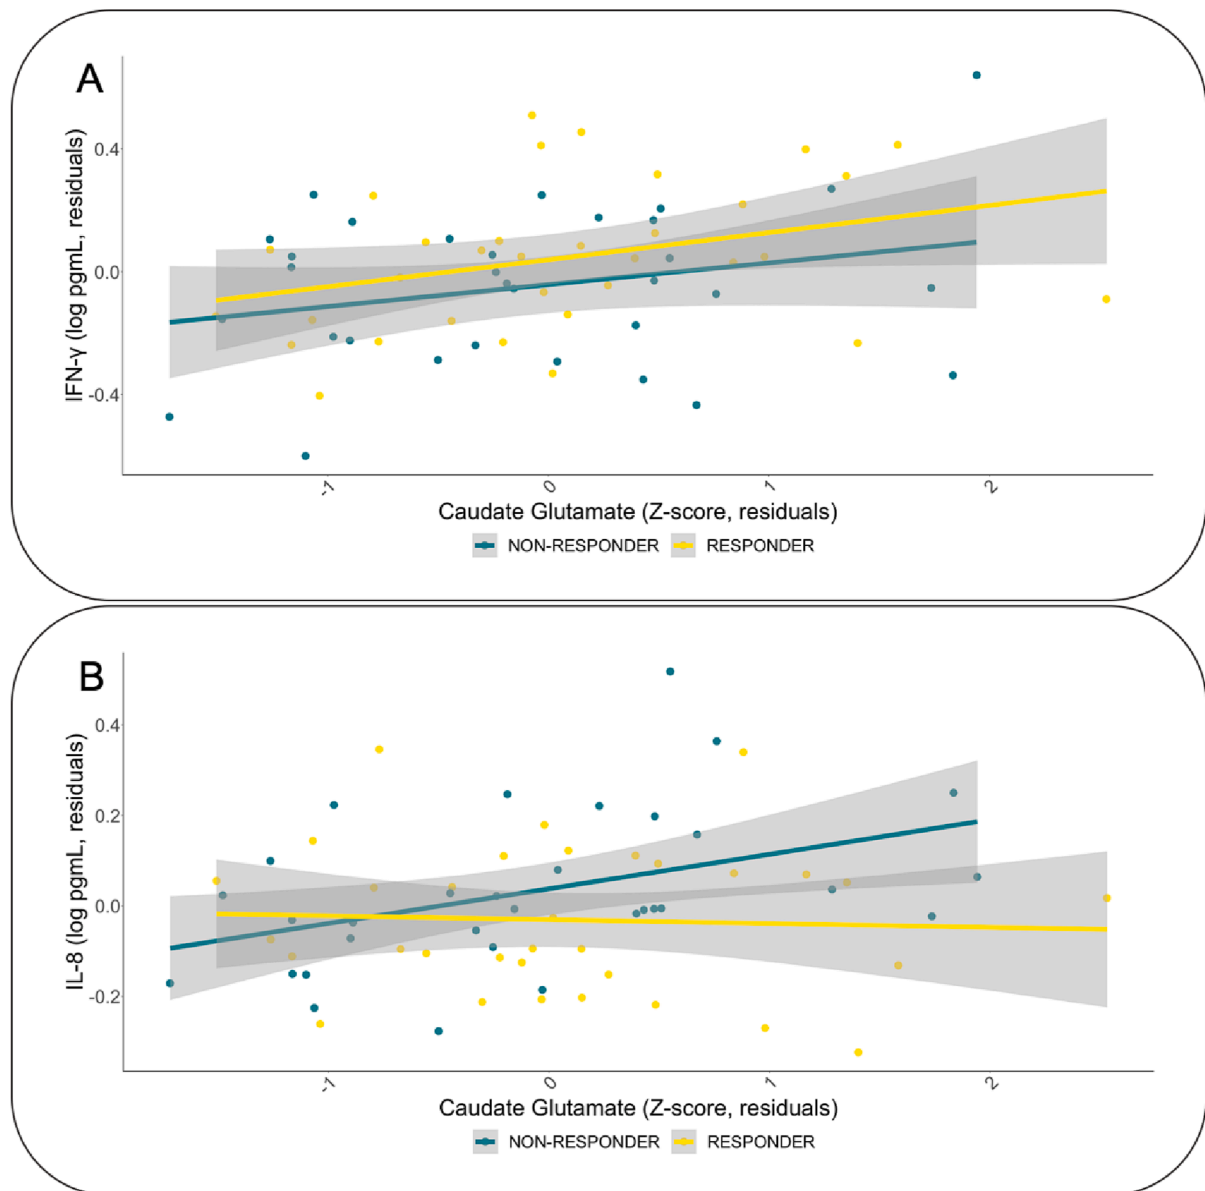 A
IFN-γ (log pgmL, residuals)
0.4
0.0
-0.4
-1
0
1
2
Caudate Glutamate (Z-score, residuals)
NON-RESPONDER RESPONDER
B
IL-8 (log pgmL, residuals)
0.4
0.2
0.0
-0.2
-1
0
1
2
Caudate Glutamate (Z-score, residuals)
NON-RESPONDER RESPONDER